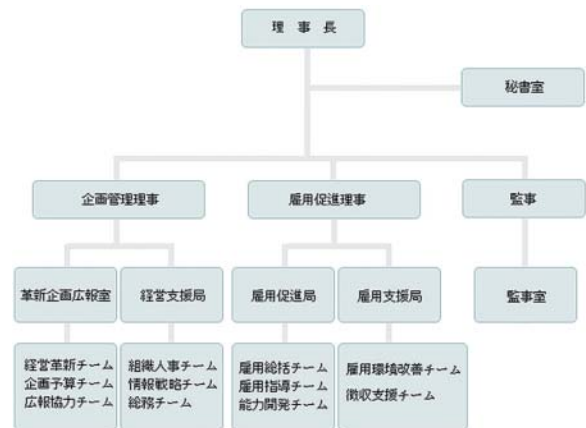 理 事 長
秘書室
企画管理理事
雇用促進理事
監事
革新企画広報室
経営支援局
雇用促進局
雇用支援局
監事室
経営革新チーム
企画予算チーム
広報協力チーム
組織人事チーム
情報戦略チーム
総務チーム
雇用総括チーム
雇用指導チーム
能力開発チーム
雇用環境改善チーム
徴収支援チーム